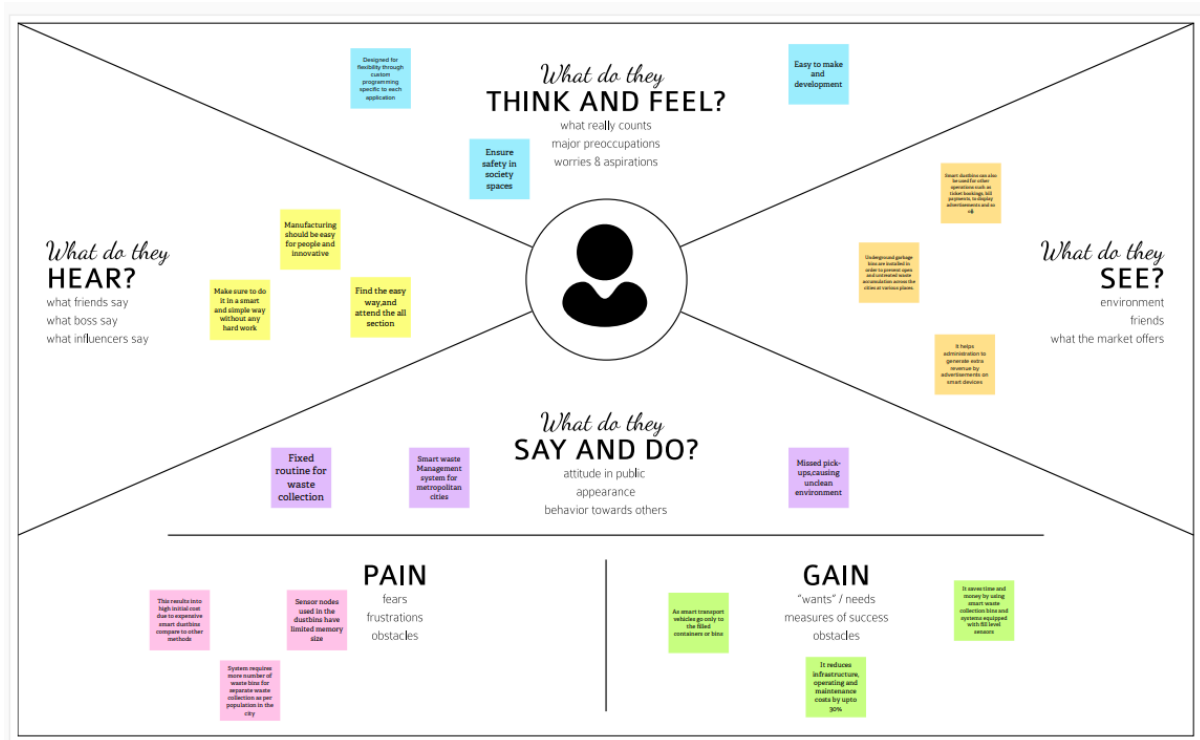 Designed for
flexibility through
custom
programming
specific to each
application
What do they
THINK AND FEEL?
what really counts
major preoccupations
worries & aspirations
Easy to make
and
development
Ensure
safety in
society
spaces
What do they
HEAR?
what friends say
what boss say
what influencers say
Manufacturing
should be easy
for people and
innovative
Make sure to do
it in a smart
and simple way
without any
hard work
Find the easy
way,and
attend the all
section
What do they
SEE?
environment
friends
what the market offers
Smart dustbins can also
be used for other
operations such as
ticket bookings, bill
payments, to display
advertisements and so
Underground garbage
bins are installed in
order to prevent open
and untreated waste
accumulation across the
cities at various places
It helps
administration to
generate extra
revenue by
advertisements on
smart devices
What do they
SAY AND DO?
attitude in public
appearance
behavior towards others
Fixed
routine for
waste
collection
Smart waste
Management
system for
metropolitan
cities
Missed pick-
ups,causing
unclean
environment
PAIN
fears
frustrations
obstacles
This results into
high initial cost
due to expensive
smart dustbins
compare to other
methods
Sensor nodes
used in the
dustbins have
limited memory
size
System requires
more number of
waste bins for
separate waste
collection as per
population in the
city
GAIN
"wants" / needs
measures of success
obstacles
As smart transport
vehicles go only to
the filled
containers or bins
It saves time and
money by using
smart waste
collection bins and
systems equipped
with fill level
sensors
It reduces
infrastructure,
operating and
maintenance
costs by upto
30%